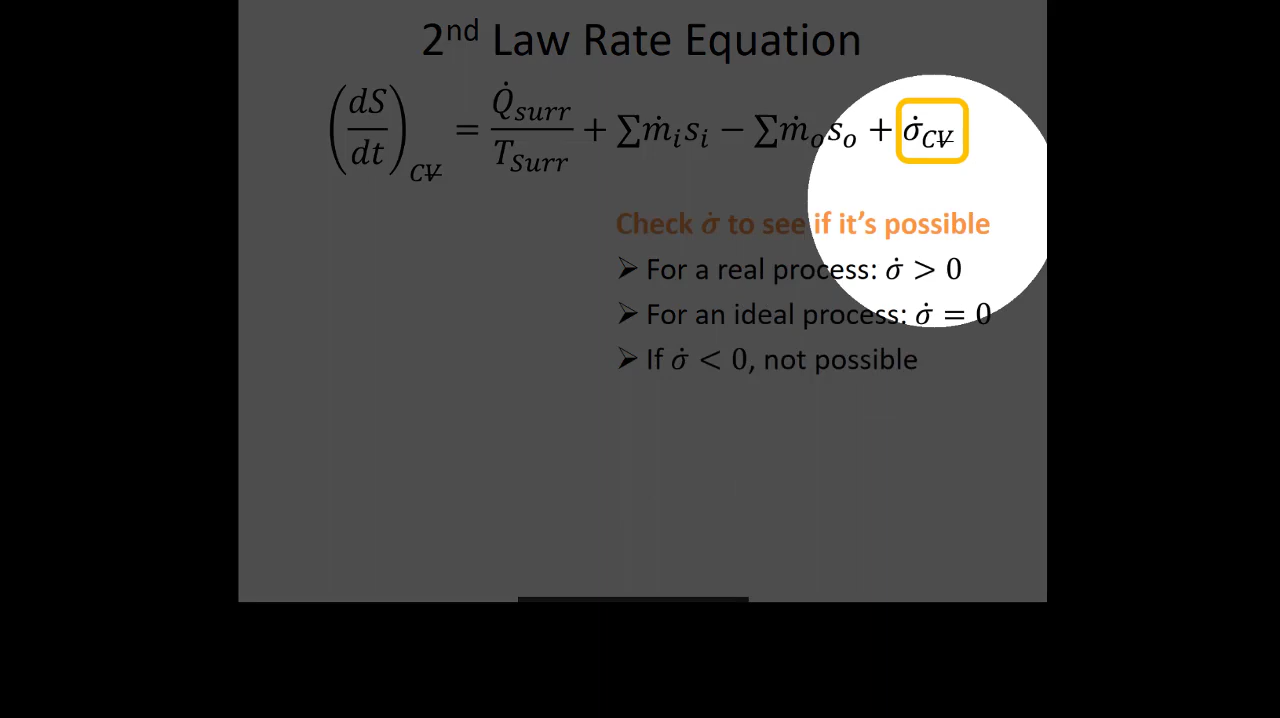 2nd Law Rate Equation
(dS/dt)_CV̶ = Q̇_surr/T_Surr + ∑ṁ_i s_i − ∑ṁ_o s_o + σ̇_CV̶
Check σ̇ to see if it’s possible
➢ For a real process: σ̇ > 0
➢ For an ideal process: σ̇ = 0
➢ If σ̇ < 0, not possible